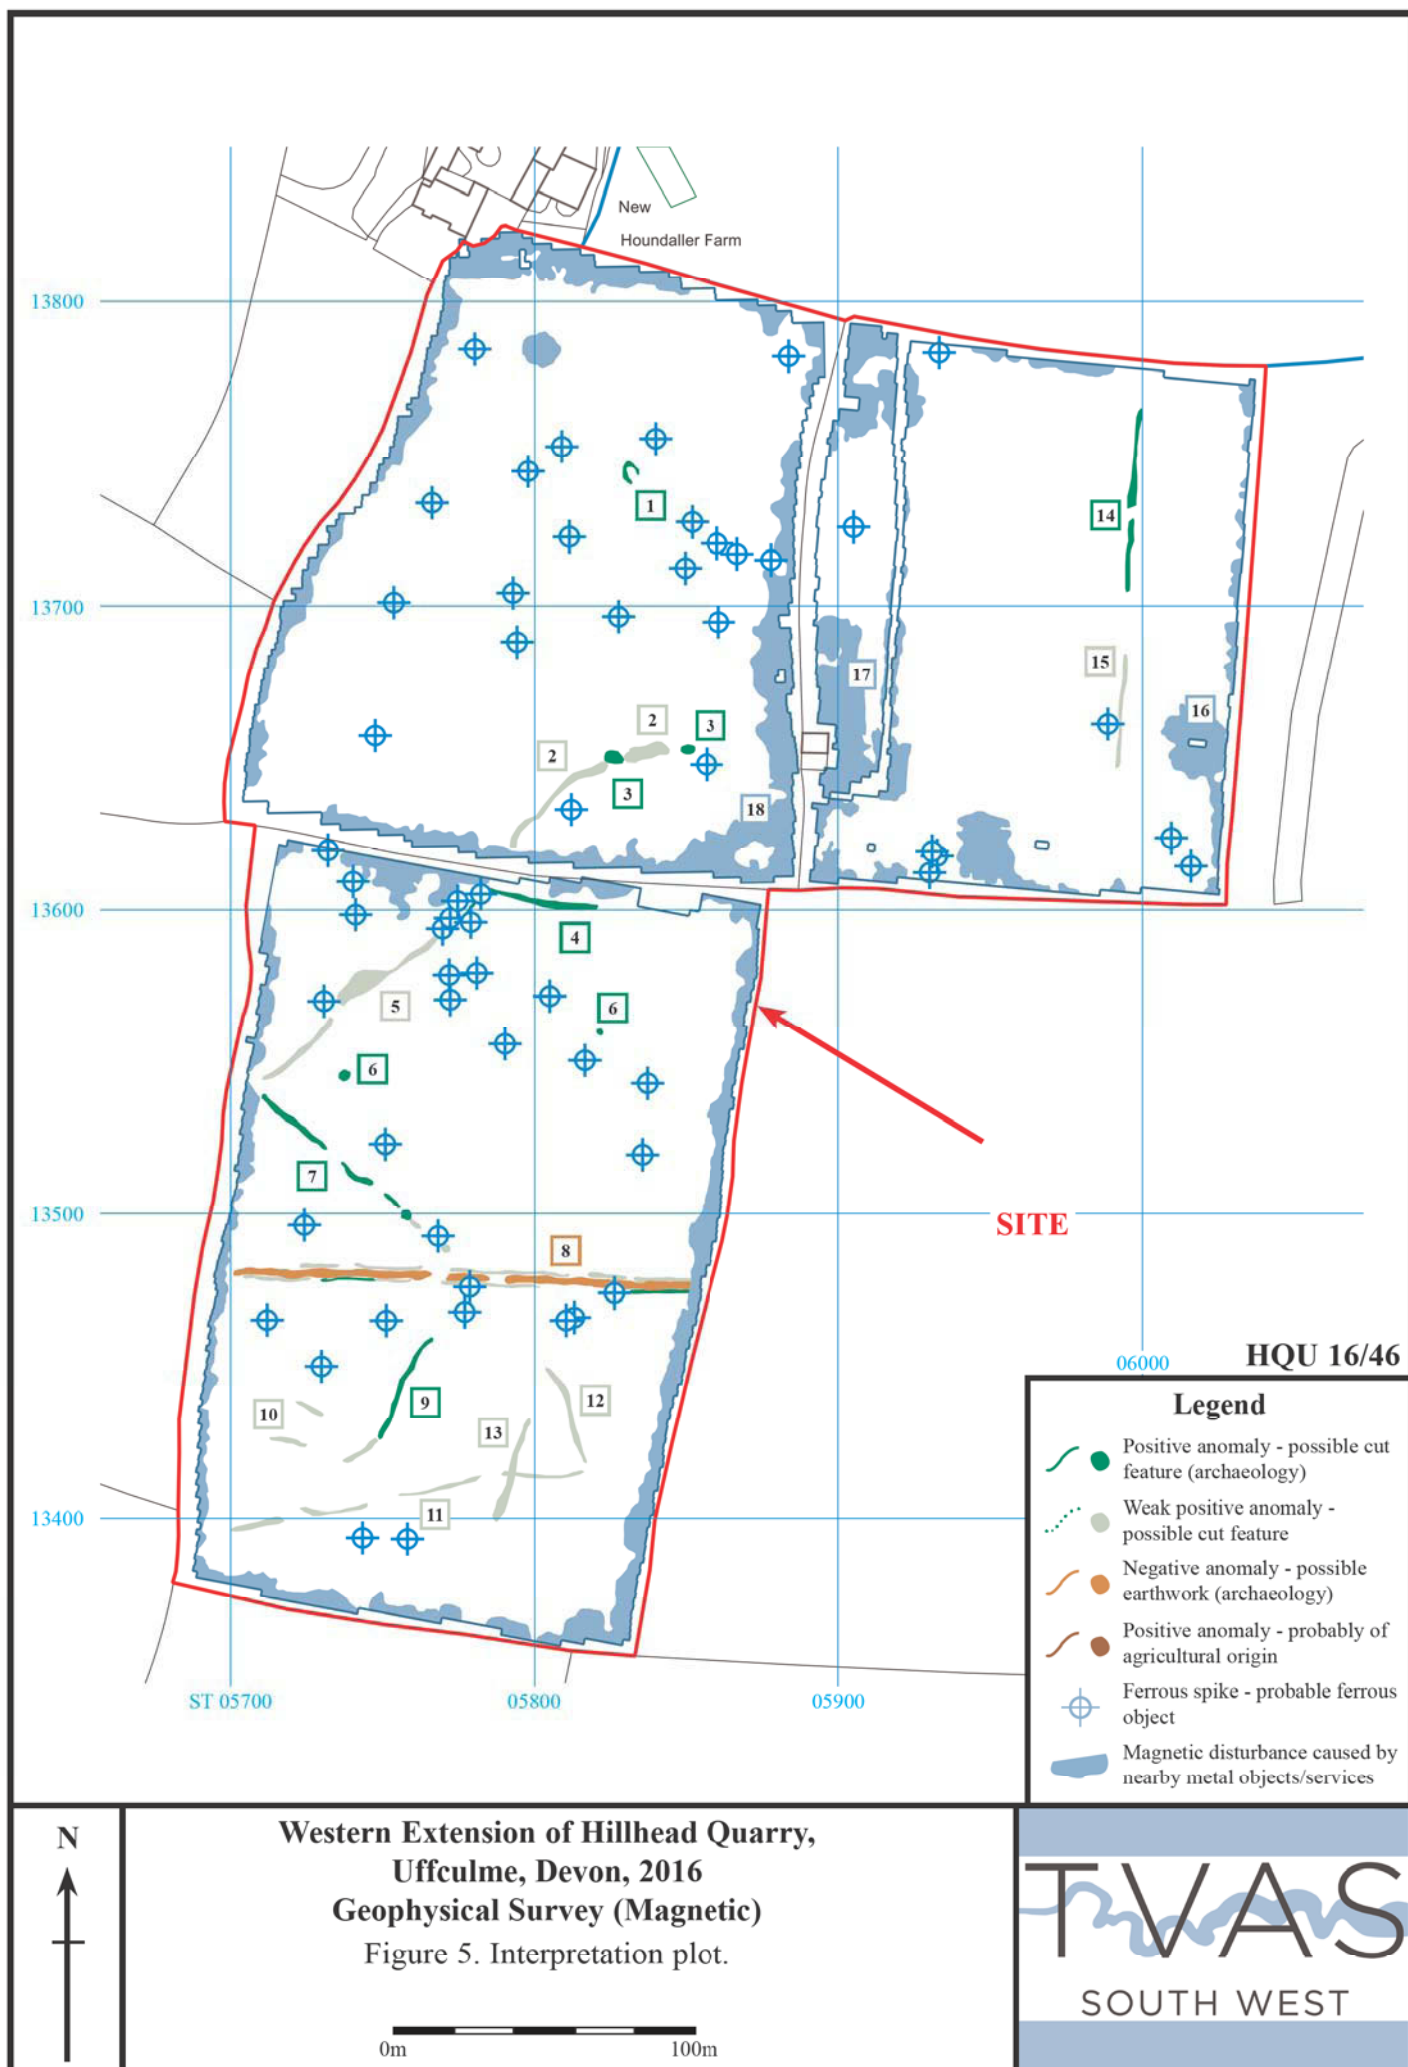 New
Houndaller Farm
13800
1
13700
14
15
2
3
17
16
2
3
18
13600
4
5
6
6
7
13500
SITE
8
06000
HQU 16/46
9
10
12
13
11
13400
ST 05700
05800
05900
Legend
Positive anomaly - possible cut
feature (archaeology)
Weak positive anomaly -
possible cut feature
Negative anomaly - possible
earthwork (archaeology)
Positive anomaly - probably of
agricultural origin
Ferrous spike - probable ferrous
object
Magnetic disturbance caused by
nearby metal objects/services
N
Western Extension of Hillhead Quarry,
Uffculme, Devon, 2016
Geophysical Survey (Magnetic)
Figure 5. Interpretation plot.
0m
100m
TVAS
SOUTH WEST